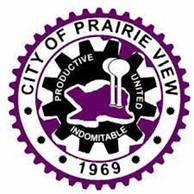 CITY OF PRAIRIE VIEW
PRODUCTIVE
UNITED
INDOMITABLE
1969